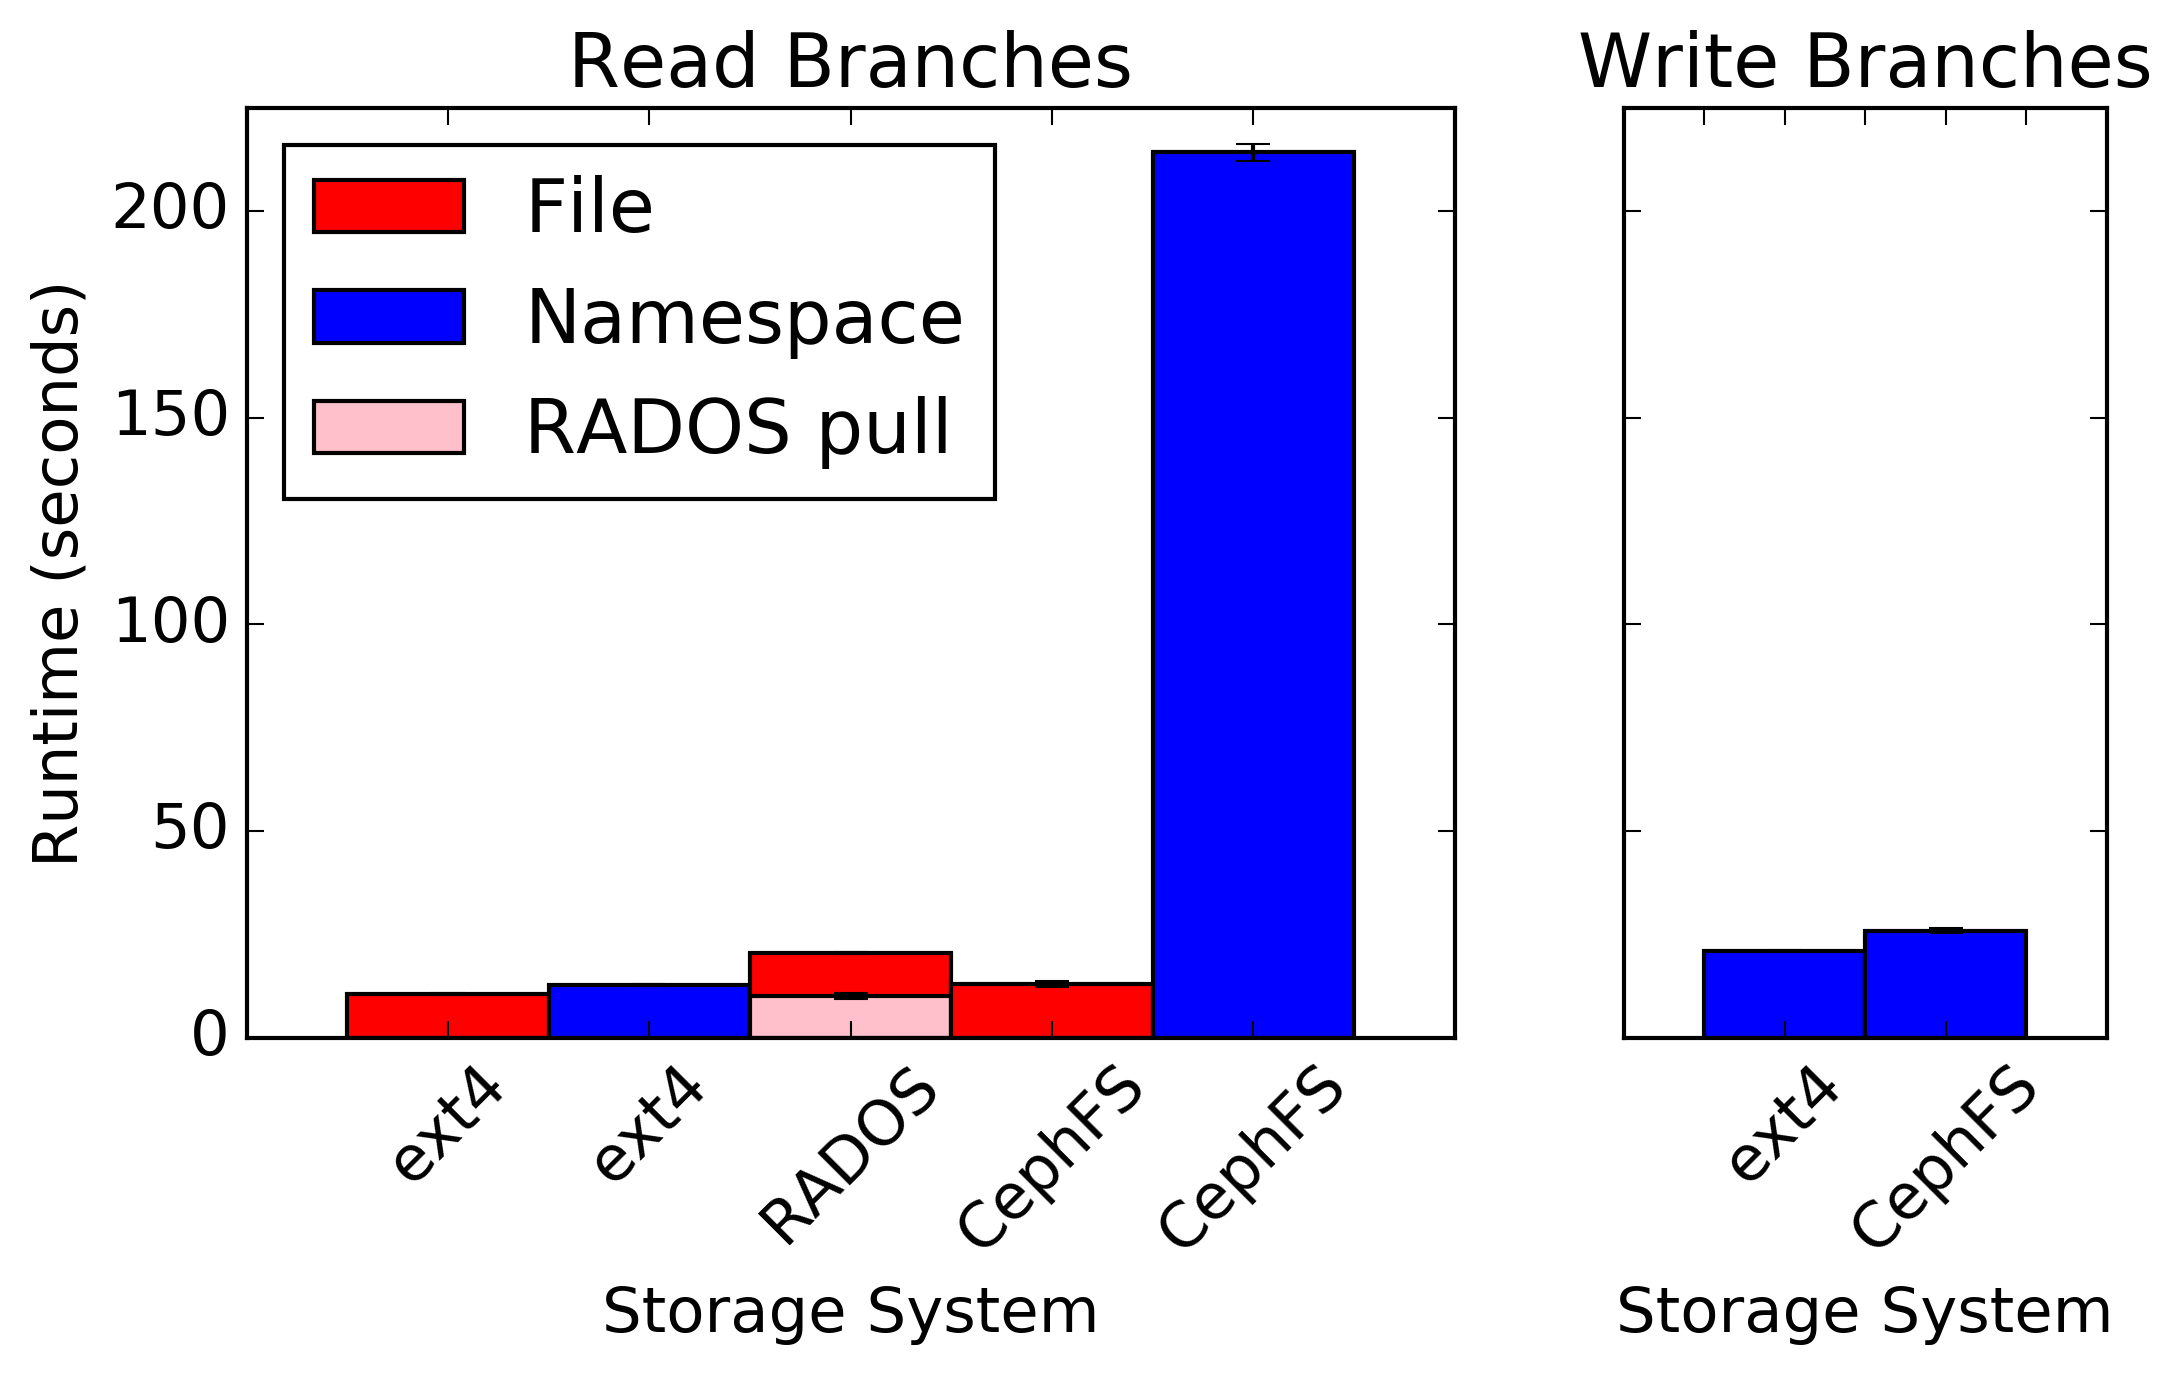 Read Branches
Write Branches
File
Namespace
RADOS pull
Runtime (seconds)
200
150
100
50
0
ext4
ext4
RADOS
CephFS
CephFS
ext4
CephFS
Storage System
Storage System